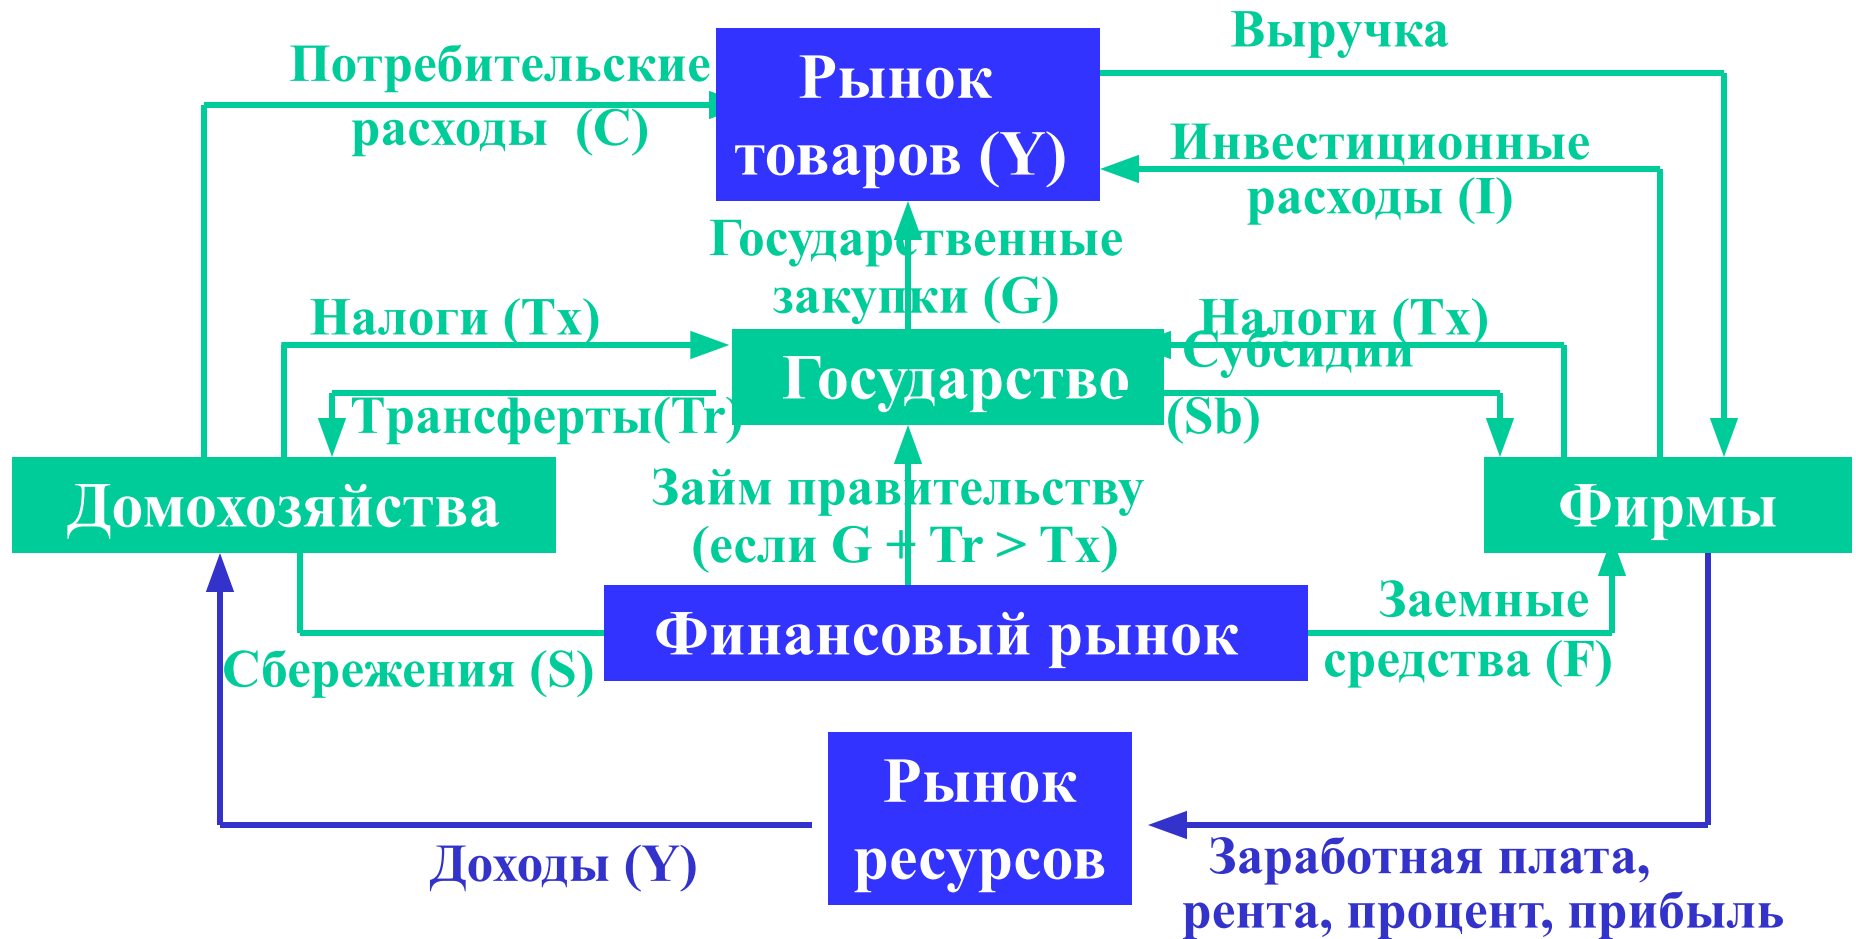 Выручка
Потребительские
расходы (C)
Рынок
товаров (Y)
Инвестиционные
расходы (I)
Государственные
закупки (G)
Налоги (Tx)
Налоги (Tx)
Субсидии
(Sb)
Государство
Трансферты(Tr)
Домохозяйства
Фирмы
Займ правительству
(если G + Tr > Tx)
Заемные
средства (F)
Финансовый рынок
Сбережения (S)
Рынок
ресурсов
Доходы (Y)
Заработная плата,
рента, процент, прибыль